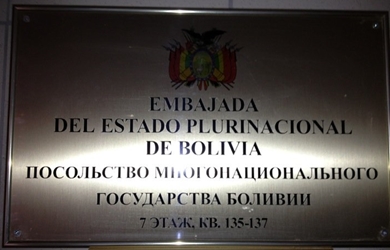 EMBAJADA
DEL ESTADO PLURINACIONAL
DE BOLIVIA
ПОСОЛЬСТВО МНОГОНАЦИОНАЛЬНОГО
ГОСУДАРСТВА БОЛИВИИ
7 ЭТАЖ, КВ. 135-137